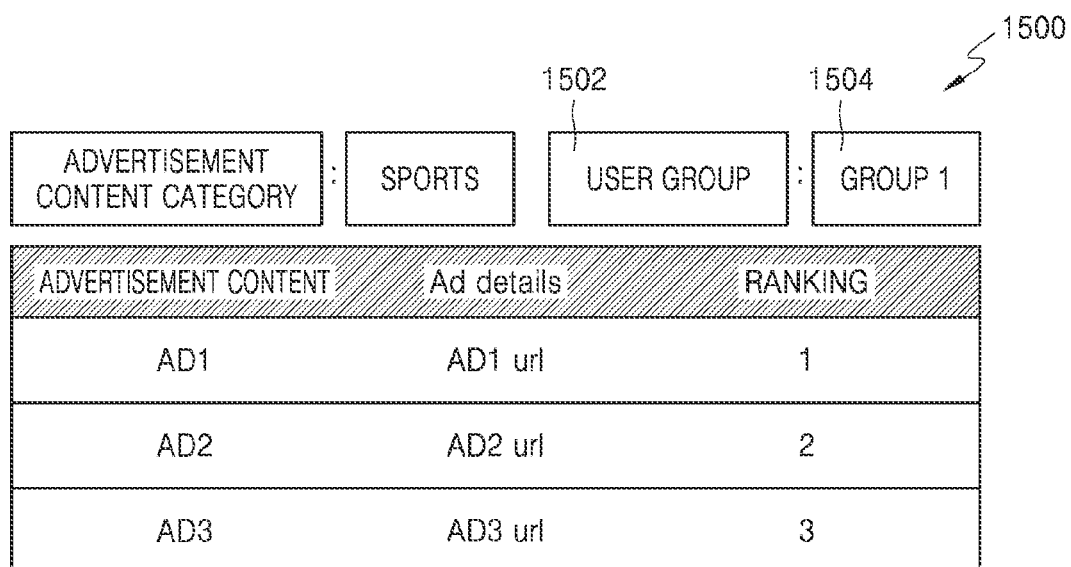 1500
1502
1504
ADVERTISEMENT
CONTENT CATEGORY : SPORTS USER GROUP : GROUP 1
ADVERTISEMENT CONTENT Ad details RANKING
AD1 AD1 url 1
AD2 AD2 url 2
AD3 AD3 url 3